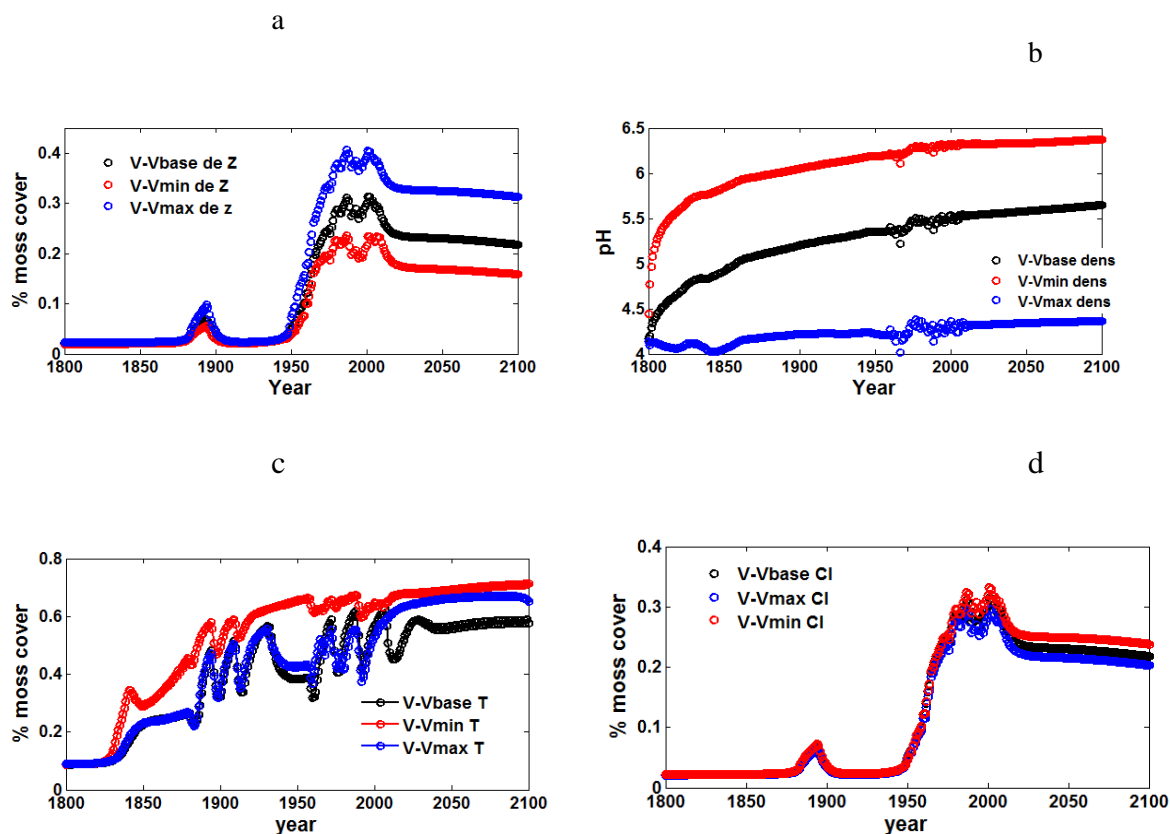 a
b
0.4
0.3
0.2
0.1
0
% moss cover
V-Vbase de Z
V-Vmin de Z
V-Vmax de z
1800 1850 1900 1950 2000 2050 2100
Year
6.5
6
5.5
5
4.5
4
pH
V-Vbase dens
V-Vmin dens
V-Vmax dens
1800 1850 1900 1950 2000 2050 2100
Year
c
d
0.8
0.6
0.4
0.2
0
% moss cover
V-Vbase T
V-Vmin T
V-Vmax T
1800 1850 1900 1950 2000 2050 2100
year
0.4
0.3
0.2
0.1
0
% moss cover
V-Vbase Cl
V-Vmax Cl
V-Vmin Cl
1800 1850 1900 1950 2000 2050 2100
year